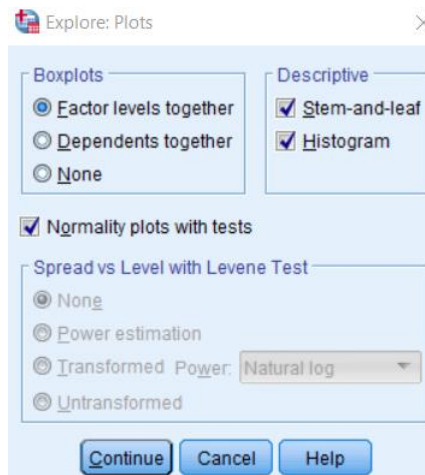 Explore: Plots
Boxplots
Factor levels together
Dependents together
None
Descriptive
Stem-and-leaf
Histogram
Normality plots with tests
Spread vs Level with Levene Test
None
Power estimation
Transformed Power: Natural log
Untransformed
Continue Cancel Help